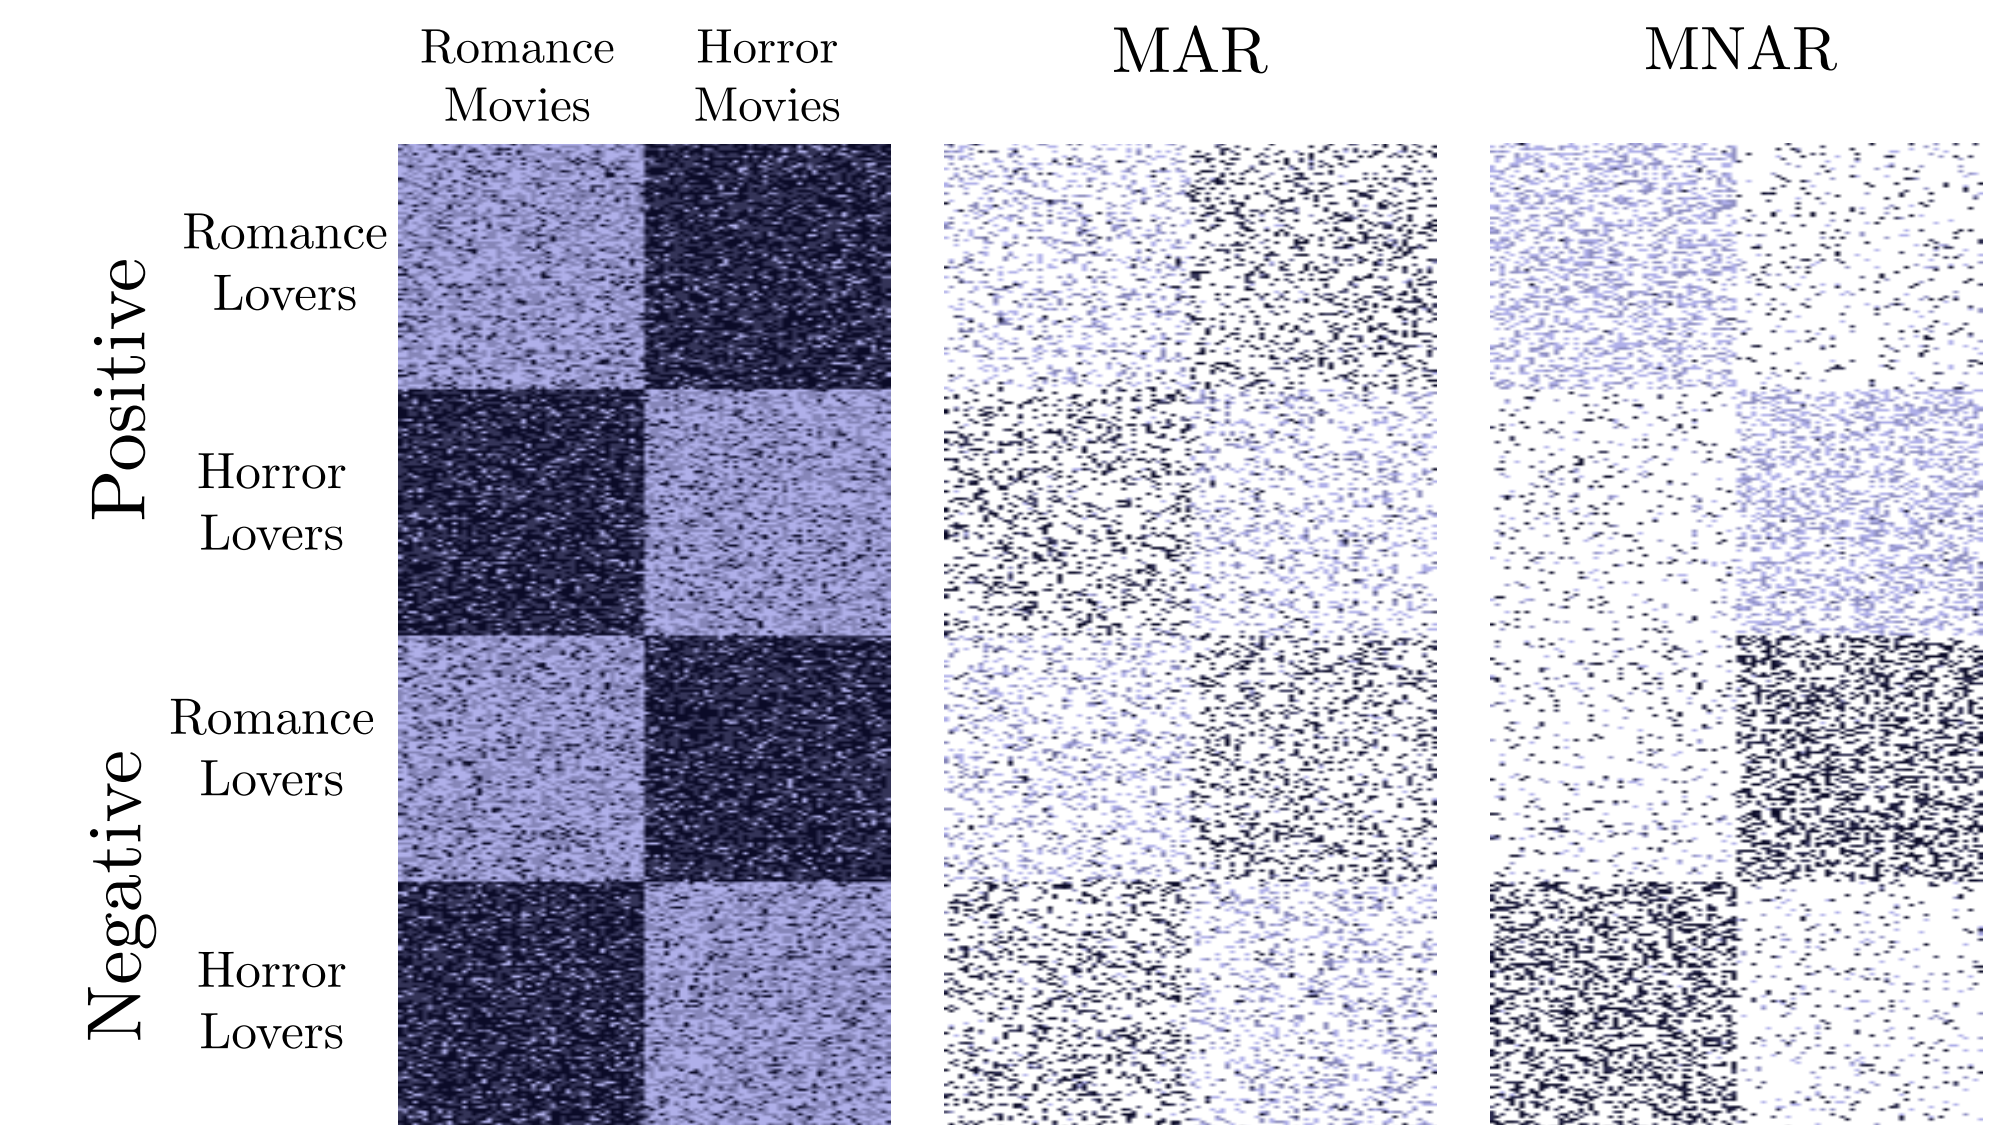 Romance
Movies
Horror
Movies
MAR
MNAR
Positive
Romance
Lovers
Horror
Lovers
Negative
Romance
Lovers
Horror
Lovers